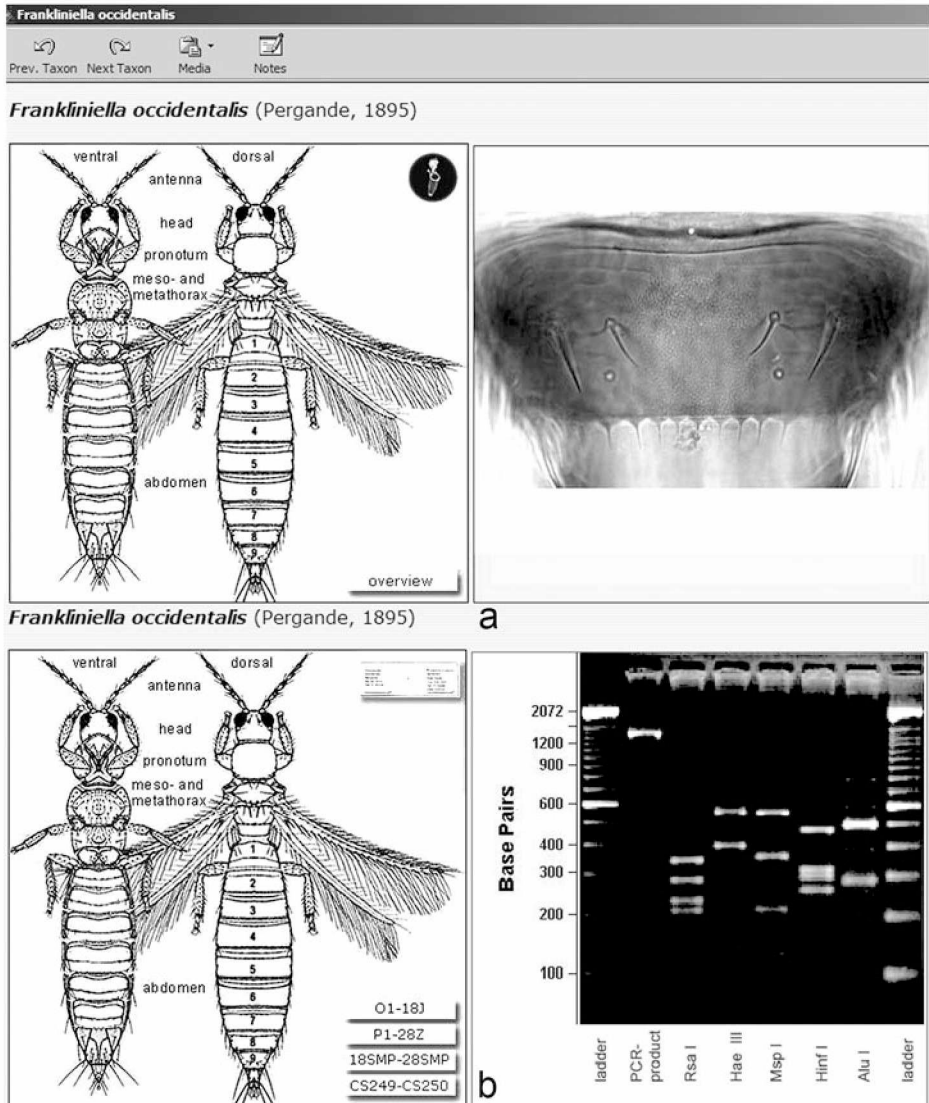 Frankliniella occidentalis
Prev. Taxon Next Taxon Media Notes
Frankliniella occidentalis (Pergande, 1895)
ventral dorsal
antenna
head
pronotum
meso- and
metathorax
1
2
3
4
5
abdomen
6
7
8
9
overview
a
Frankliniella occidentalis (Pergande, 1895)
ventral dorsal
antenna
head
pronotum
meso- and
metathorax
1
2
3
4
5
abdomen
6
7
8
9
O1-18J
P1-28Z
18SMP-28SMP
CS249-CS250
Base Pairs
2072
1200
900
600
400
300
200
100
ladder
PCR-
product
Rsa I
Hae III
Msp I
Hinf I
Alu I
ladder
b